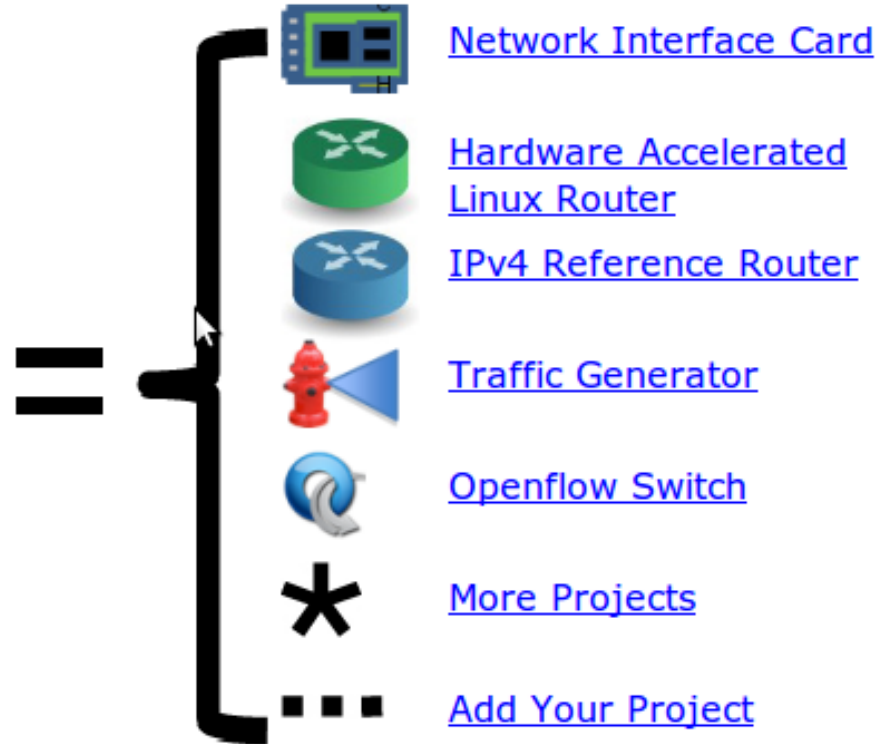 Network Interface Card
Hardware Accelerated
Linux Router
IPv4 Reference Router
Traffic Generator
Openflow Switch
More Projects
Add Your Project